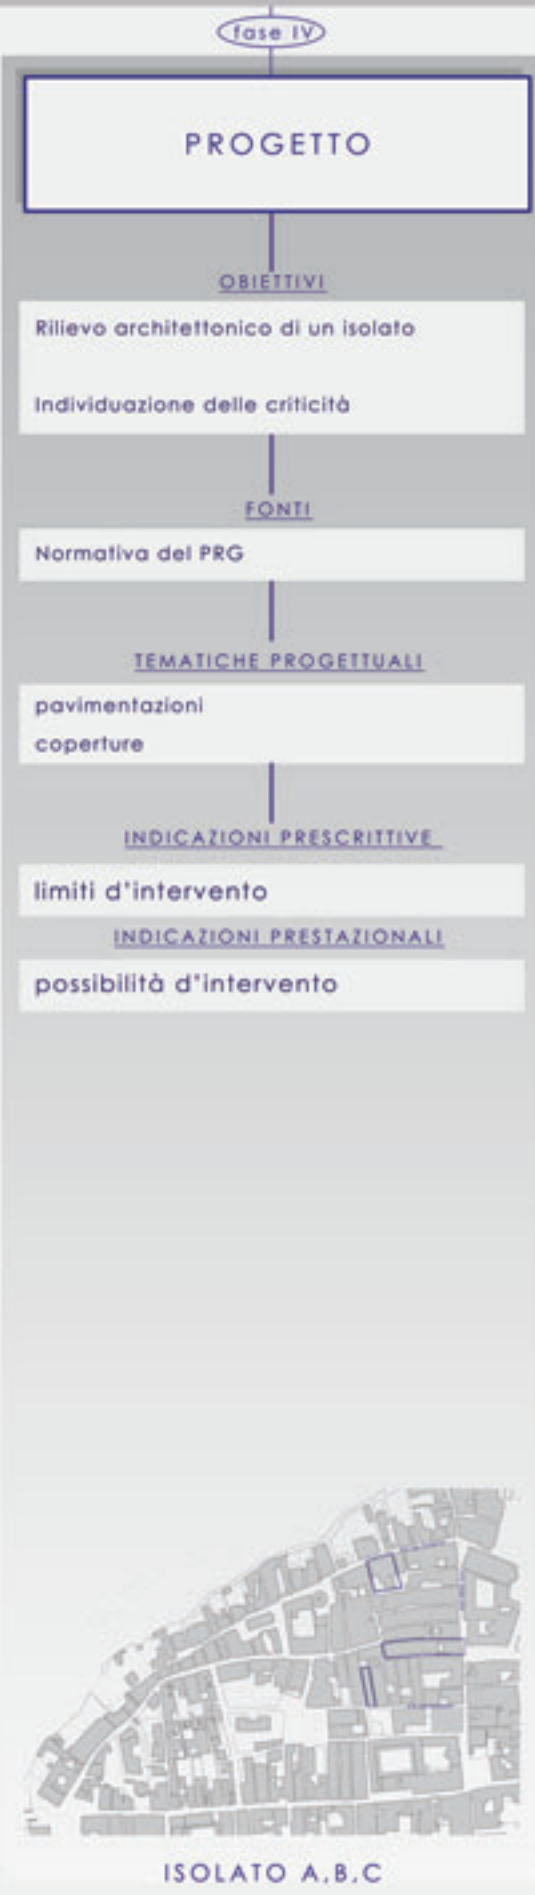 fase IV
PROGETTO
OBIETTIVI
Rilievo architettonico di un isolato
Individuazione delle criticità
FONTI
Normativa del PRG
TEMATICHE PROGETTUALI
pavimentazioni
coperture
INDICAZIONI PRESCRITTIVE
limiti d'intervento
INDICAZIONI PRESTAZIONALI
possibilità d'intervento
ISOLATO A,B,C